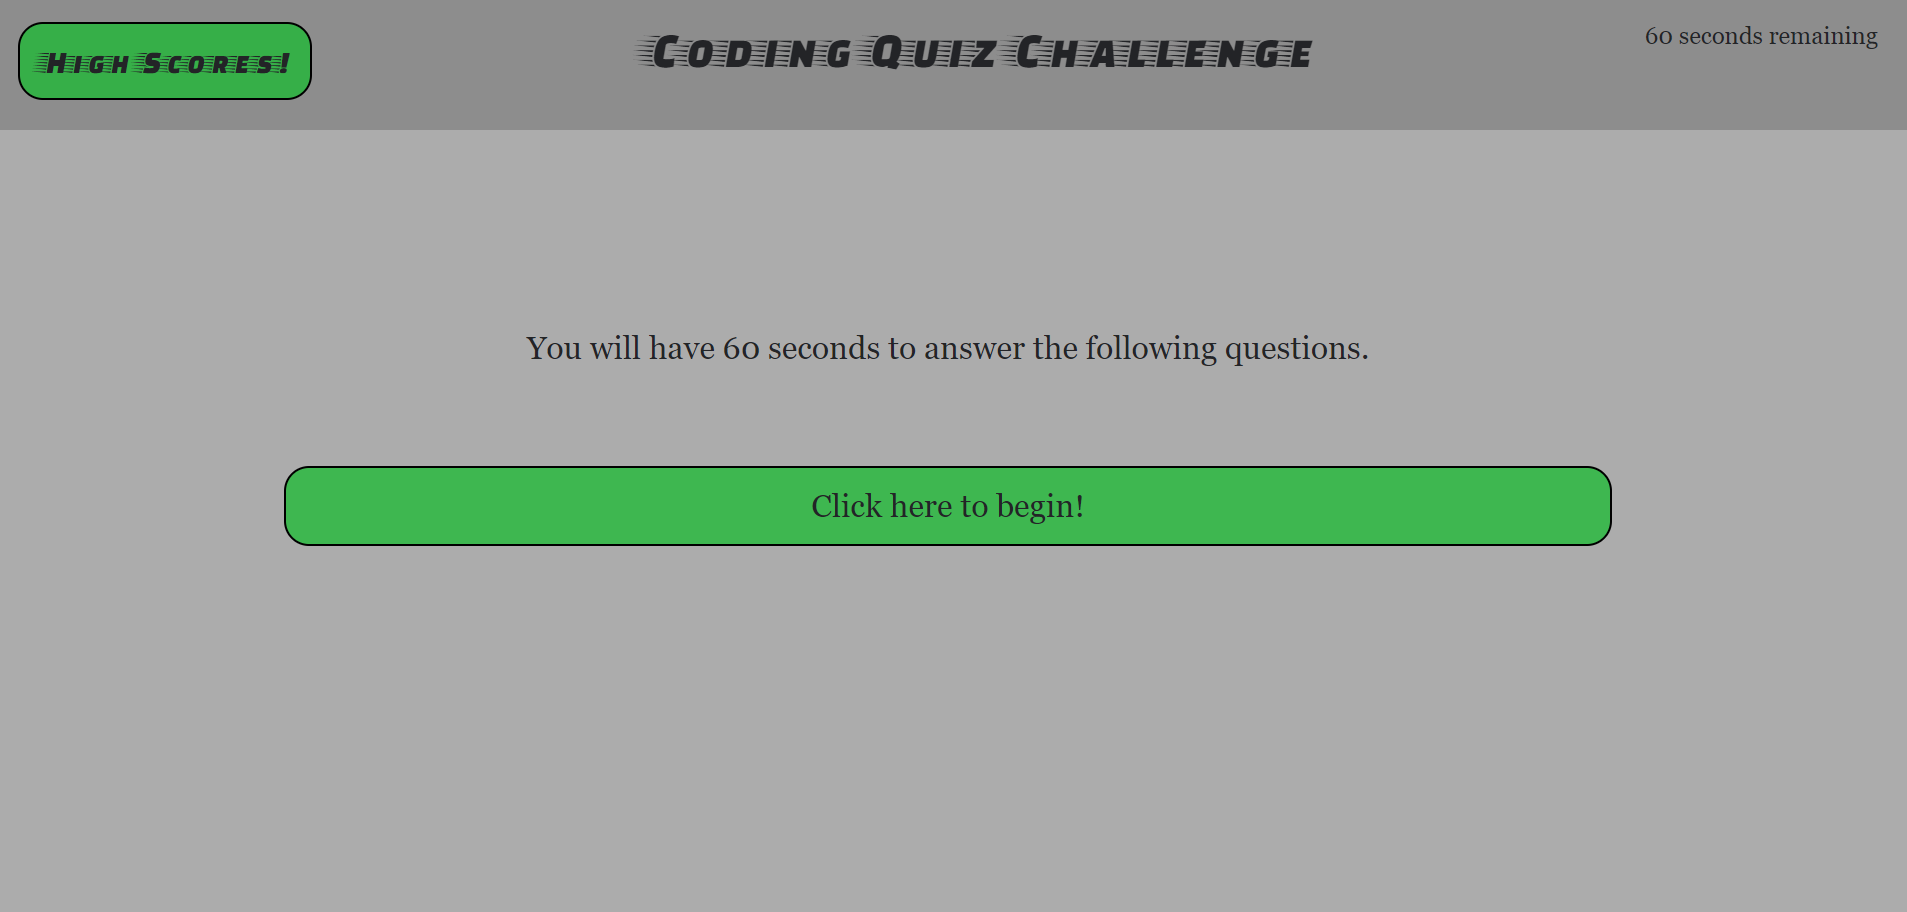 High Scores!
Coding Quiz Challenge
60 seconds remaining
You will have 60 seconds to answer the following questions.
Click here to begin!